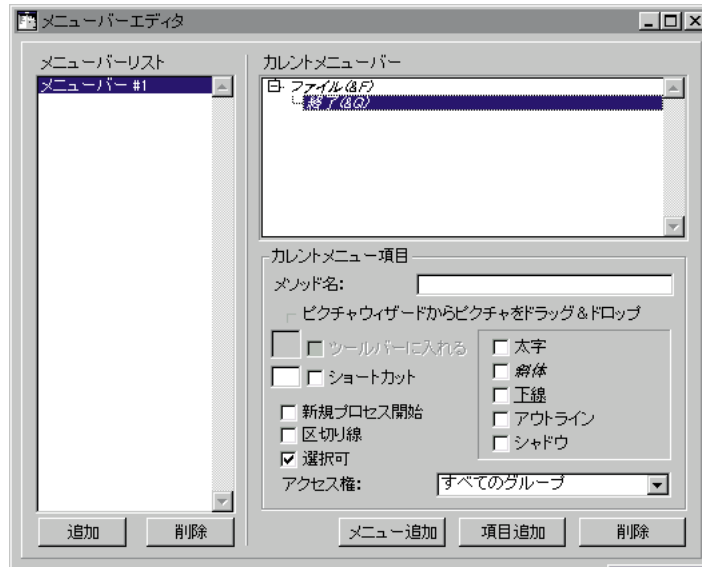 メニューバーエディタ
メニューバーリスト
メニューバー #1
追加
削除
カレントメニューバー
ファイル(&F)
終了(&Q)
カレントメニュー項目
メソッド名:
ピクチャウィザードからピクチャをドラッグ&ドロップ
ツールバーに入れる
ショートカット
新規プロセス開始
区切り線
選択可
太字
斜体
下線
アウトライン
シャドウ
アクセス権:
すべてのグループ
メニュー追加
項目追加
削除